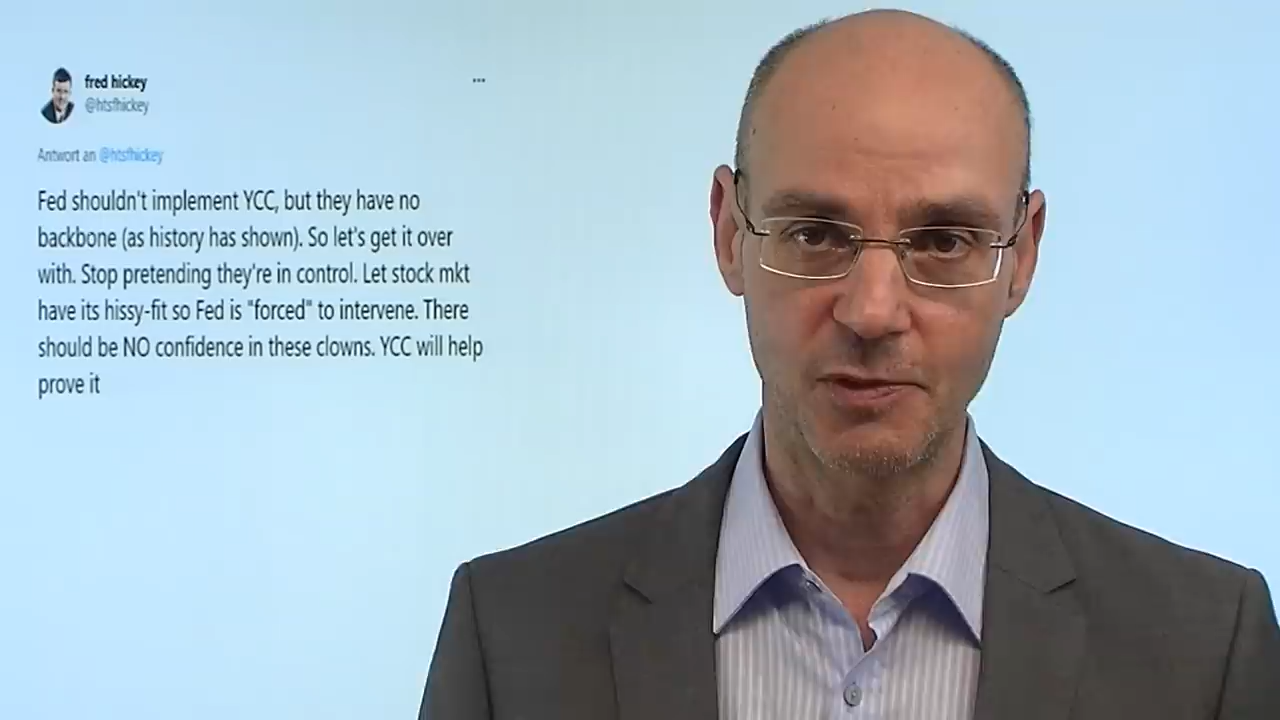 fred hickey
@htsfhickey
Antwort an @htsfhickey
Fed shouldn't implement YCC, but they have no
backbone (as history has shown). So let's get it over
with. Stop pretending they're in control. Let stock mkt
have its hissy-fit so Fed is "forced" to intervene. There
should be NO confidence in these clowns. YCC will help
prove it